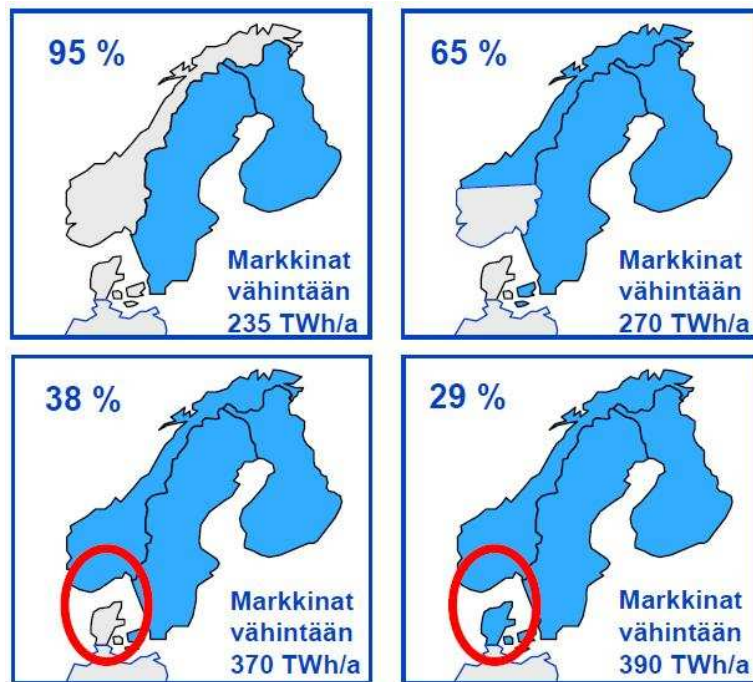 95 %
Markkinat
vähintään
235 TWh/a
65 %
Markkinat
vähintään
270 TWh/a
38 %
Markkinat
vähintään
370 TWh/a
29 %
Markkinat
vähintään
390 TWh/a